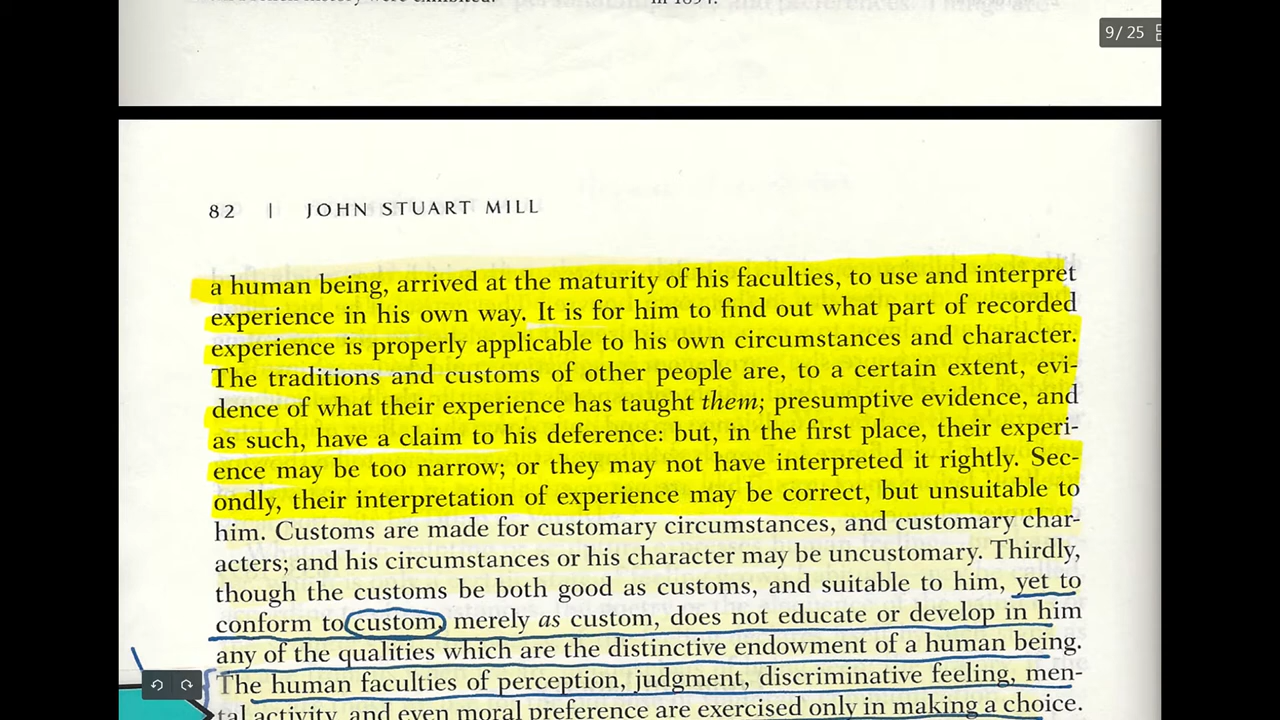 in 1894.
9/ 25
82 | JOHN STUART MILL
a human being, arrived at the maturity of his faculties, to use and interpret
experience in his own way. It is for him to find out what part of recorded
experience is properly applicable to his own circumstances and character.
The traditions and customs of other people are, to a certain extent, evi-
dence of what their experience has taught them; presumptive evidence, and
as such, have a claim to his deference: but, in the first place, their experi-
ence may be too narrow; or they may not have interpreted it rightly. Sec-
ondly, their interpretation of experience may be correct, but unsuitable to
him. Customs are made for customary circumstances, and customary char-
acters; and his circumstances or his character may be uncustomary. Thirdly,
though the customs be both good as customs, and suitable to him, yet to
conform to custom, merely as custom, does not educate or develop in him
any of the qualities which are the distinctive endowment of a human being.
The human faculties of perception, judgment, discriminative feeling, men-
tal activity, and even moral preference are exercised only in making a choice.